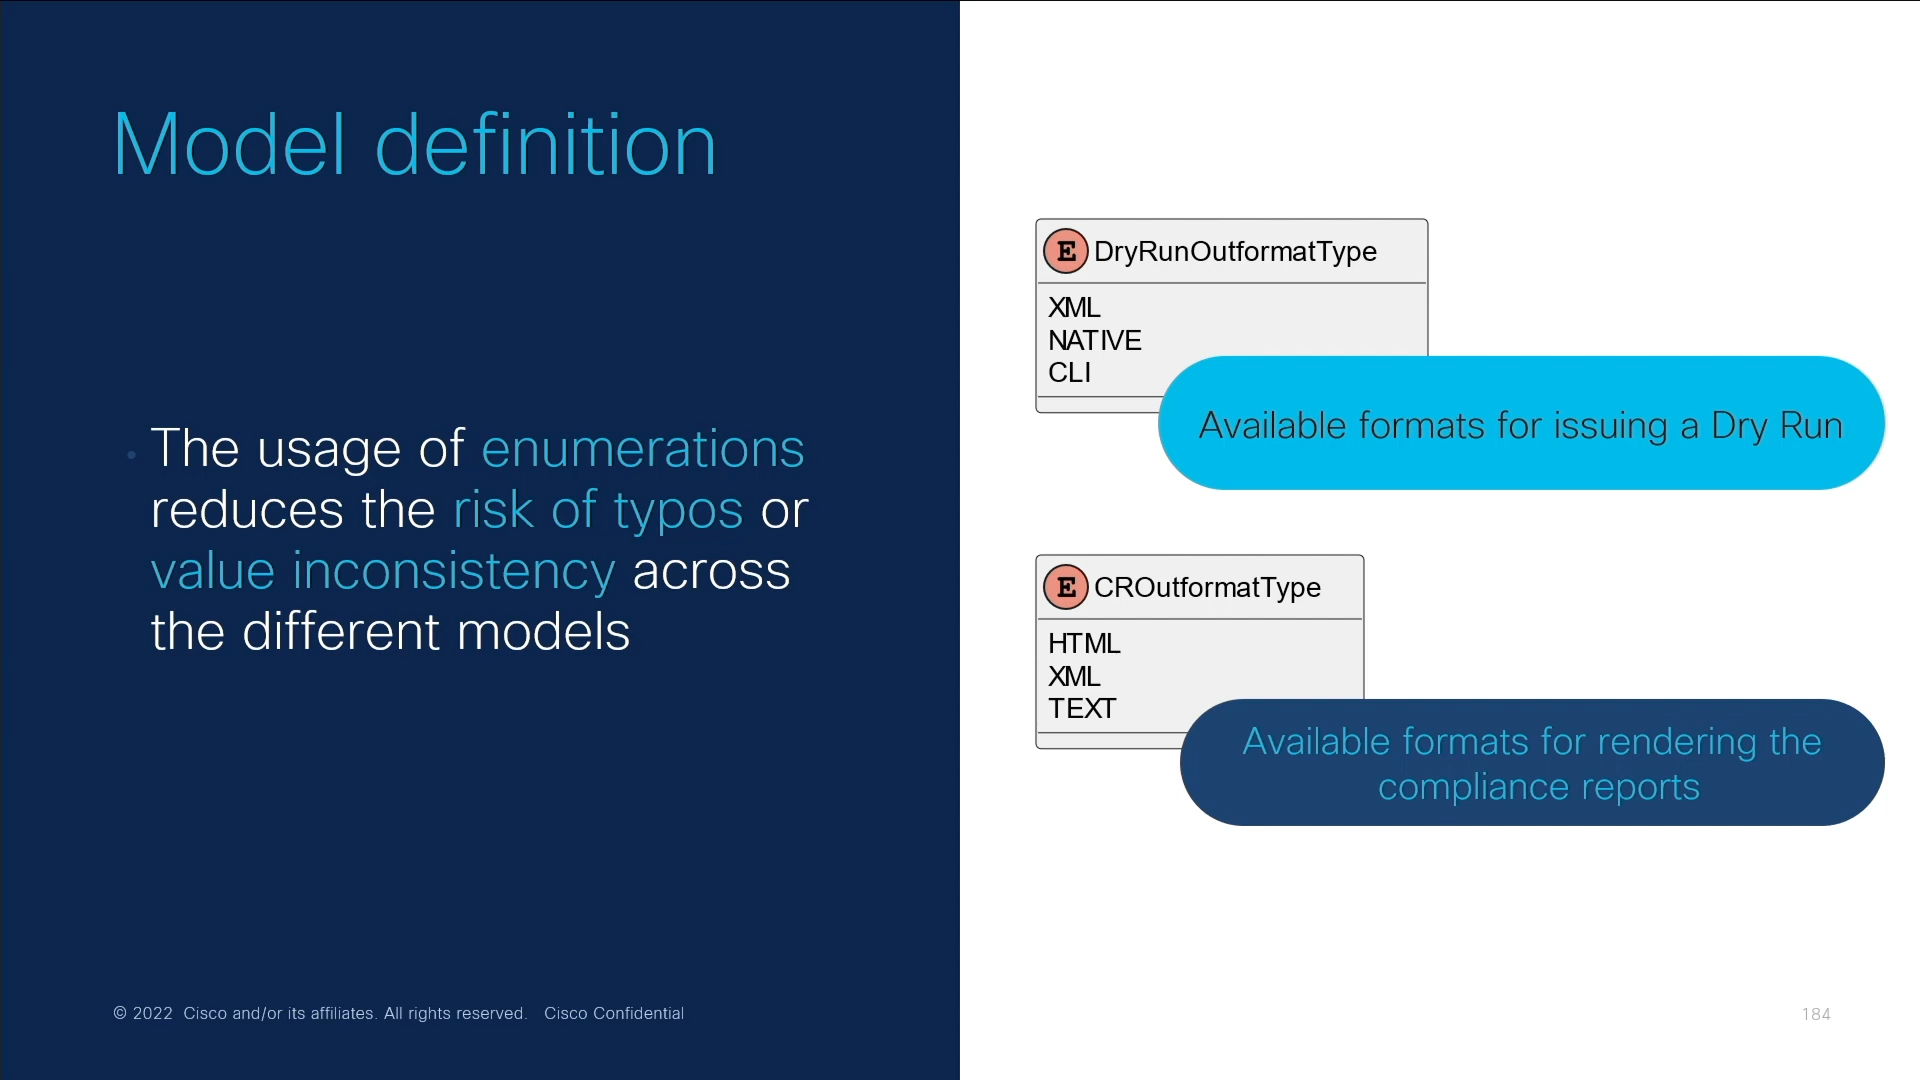 Model definition
The usage of enumerations
reduces the risk of typos or
value inconsistency across
the different models
E DryRunOutformatType
XML
NATIVE
CLI
Available formats for issuing a Dry Run
E CROutformatType
HTML
XML
TEXT
Available formats for rendering the
compliance reports
© 2022 Cisco and/or its affiliates. All rights reserved. Cisco Confidential
184